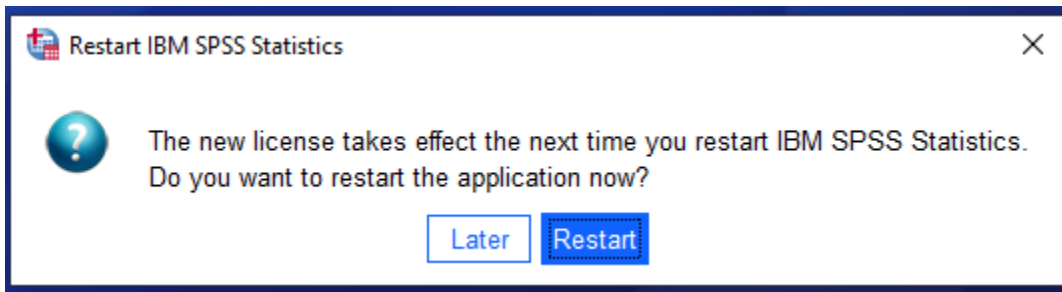 Restart IBM SPSS Statistics
The new license takes effect the next time you restart IBM SPSS Statistics.
Do you want to restart the application now?
Later Restart